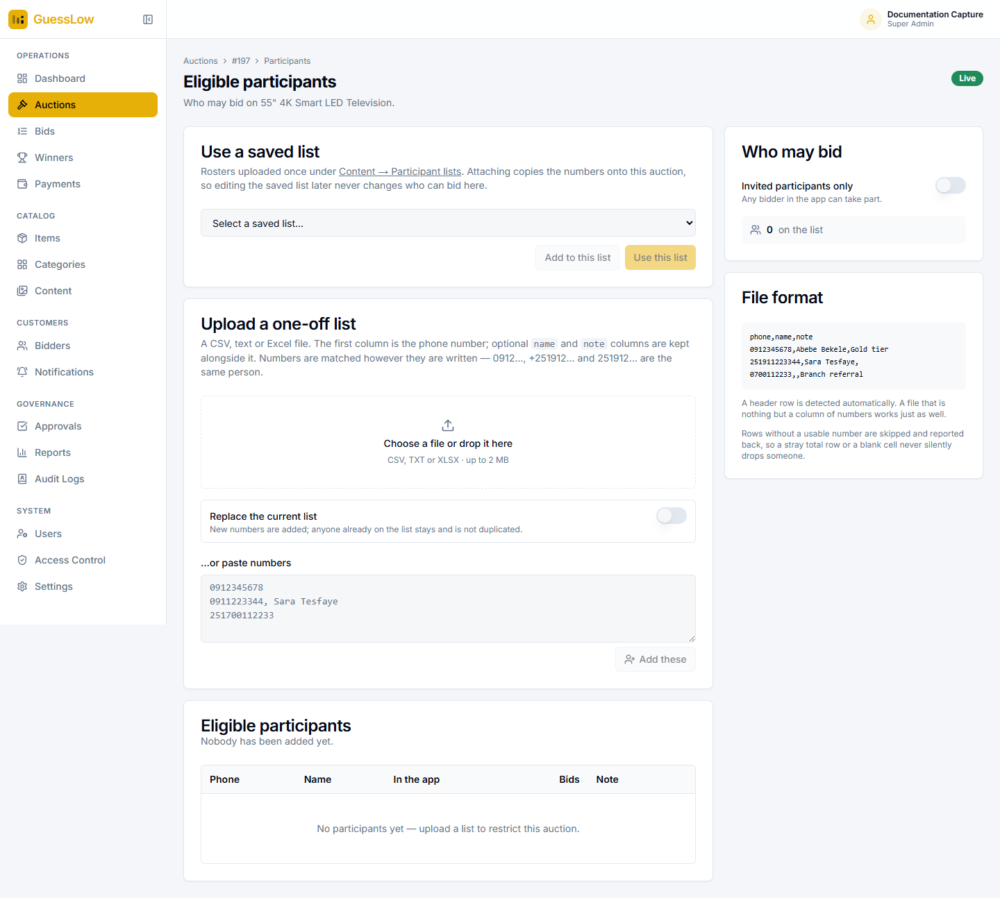 GuessLow
Documentation Capture
Super Admin
OPERATIONS
Dashboard
Auctions
Bids
Winners
Payments
CATALOG
Items
Categories
Content
CUSTOMERS
Bidders
Notifications
GOVERNANCE
Approvals
Reports
Audit Logs
SYSTEM
Users
Access Control
Settings
Auctions › #197 › Participants
Eligible participants
Live
Who may bid on 55" 4K Smart LED Television.
Use a saved list
Rosters uploaded once under Content → Participant lists. Attaching copies the numbers onto this auction,
so editing the saved list later never changes who can bid here.
Select a saved list...
Add to this list
Use this list
Upload a one-off list
A CSV, text or Excel file. The first column is the phone number; optional name and note columns are kept
alongside it. Numbers are matched however they are written — 0912..., +251912... and 251912... are the
same person.
Choose a file or drop it here
CSV, TXT or XLSX · up to 2 MB
Replace the current list
New numbers are added; anyone already on the list stays and is not duplicated.
...or paste numbers
0912345678
0911223344, Sara Tesfaye
251700112233
Add these
Eligible participants
Nobody has been added yet.
Phone Name In the app Bids Note
No participants yet — upload a list to restrict this auction.
Who may bid
Invited participants only
Any bidder in the app can take part.
0 on the list
File format
phone,name,note
0912345678,Abebe Bekele,Gold tier
251911223344,Sara Tesfaye,
0700112233,,Branch referral
A header row is detected automatically. A file that is
nothing but a column of numbers works just as well.
Rows without a usable number are skipped and reported
back, so a stray total row or a blank cell never silently
drops someone.